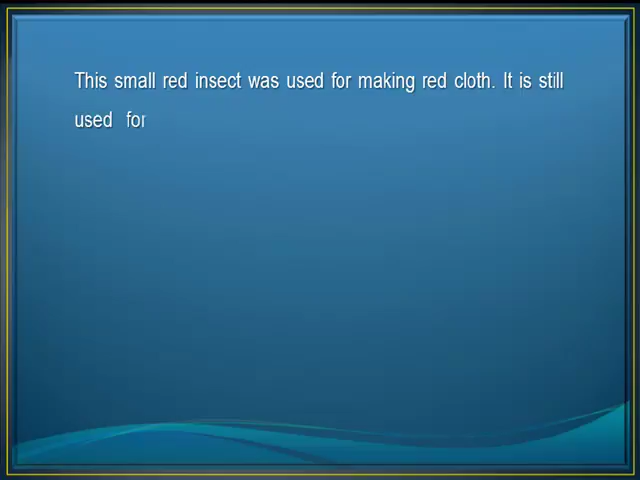 This small red insect was used for making red cloth. It is still
used for